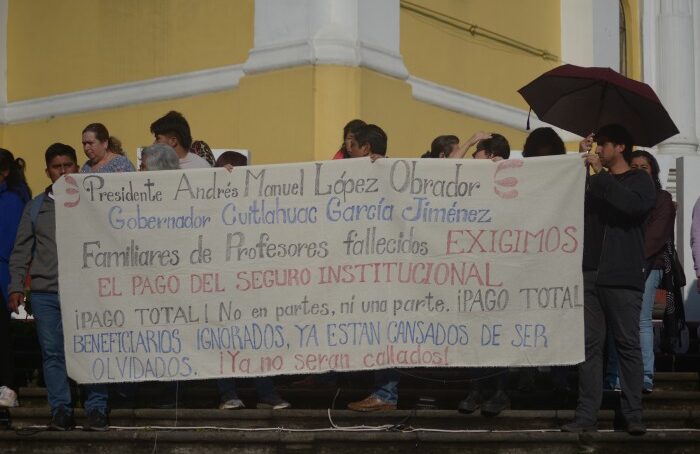 Presidente Andrés Manuel López Obrador
Gobernador Cuitlahuac García Jiménez
Familiares de Profesores fallecidos EXIGIMOS
EL PAGO DEL SEGURO INSTITUCIONAL
¡PAGO TOTAL! No en partes, ni una parte. ¡PAGO TOTAL
BENEFICIARIOS IGNORADOS, YA ESTAN CANSADOS DE SER
OLVIDADOS. ¡Ya no seran callados!